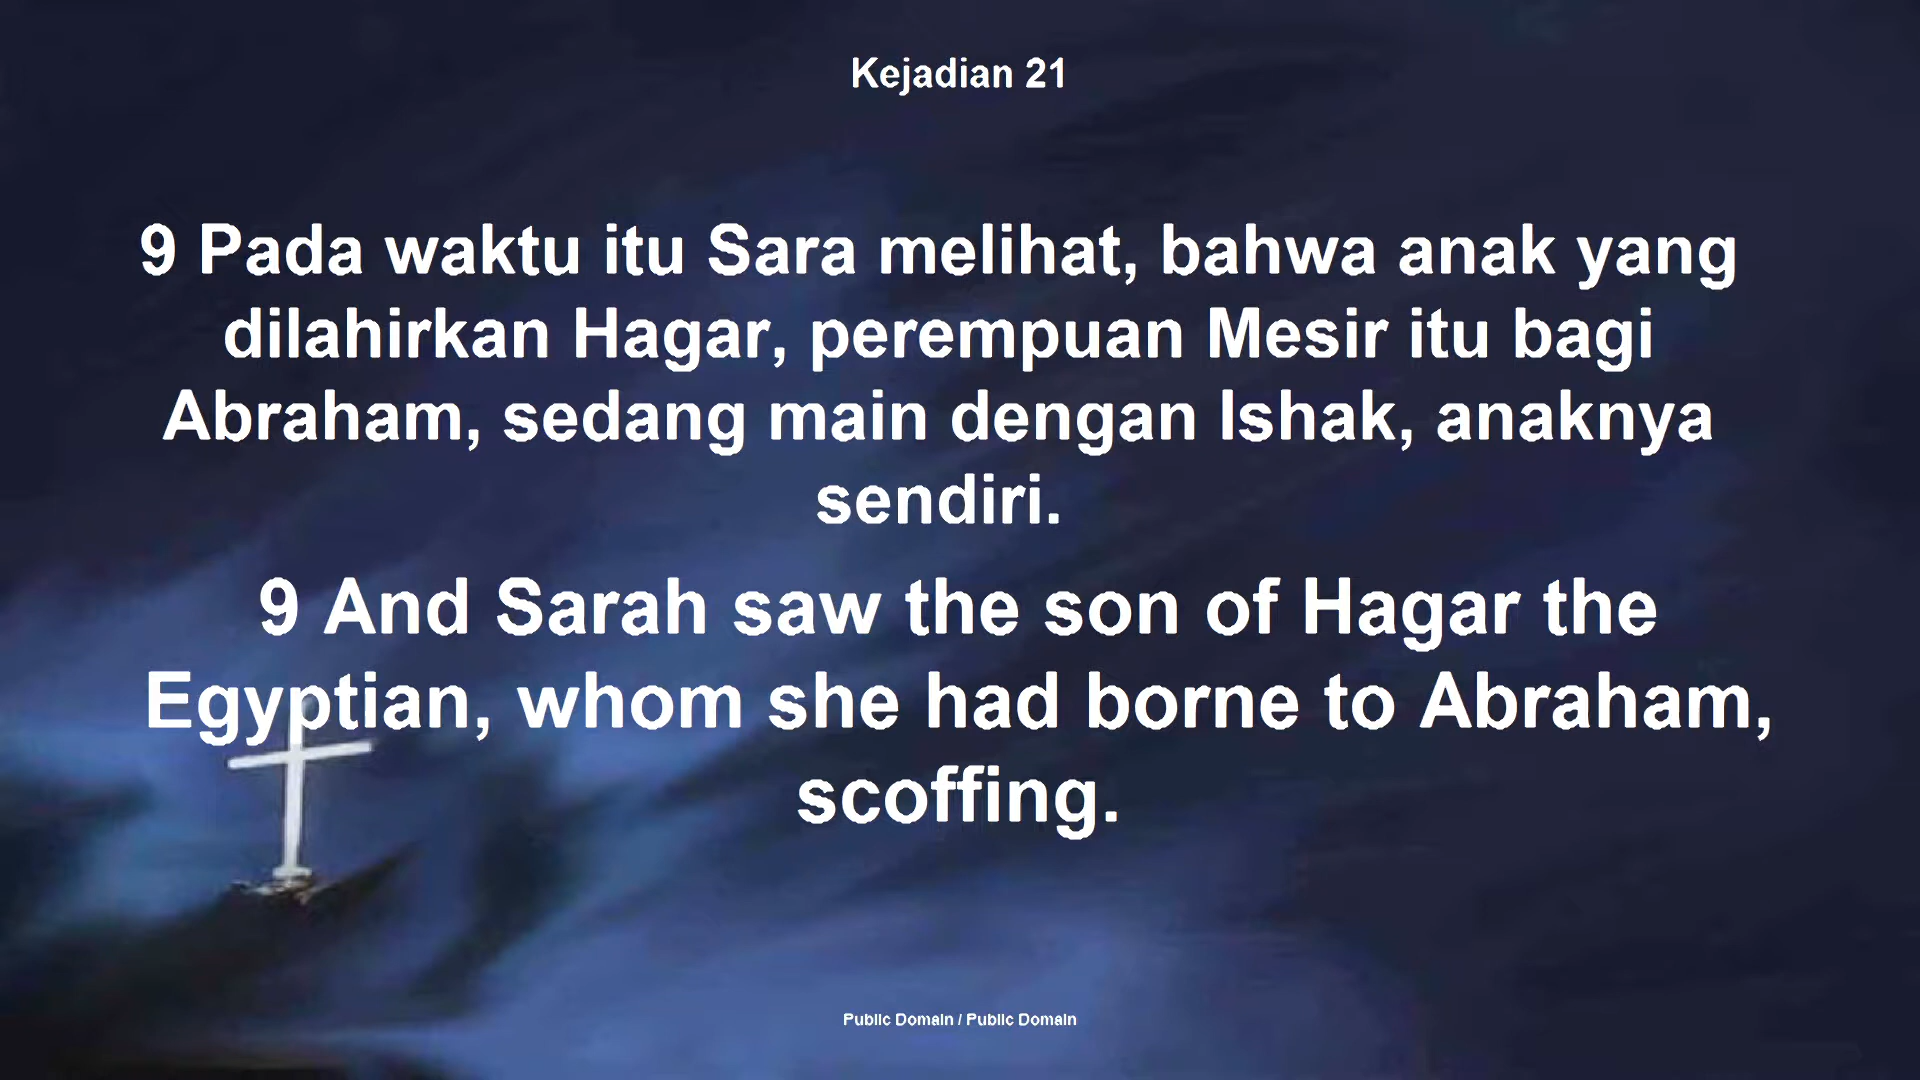 Kejadian 21
9 Pada waktu itu Sara melihat, bahwa anak yang
dilahirkan Hagar, perempuan Mesir itu bagi
Abraham, sedang main dengan Ishak, anaknya
sendiri.
9 And Sarah saw the son of Hagar the
Egyptian, whom she had borne to Abraham,
scoffing.
Public Domain / Public Domain